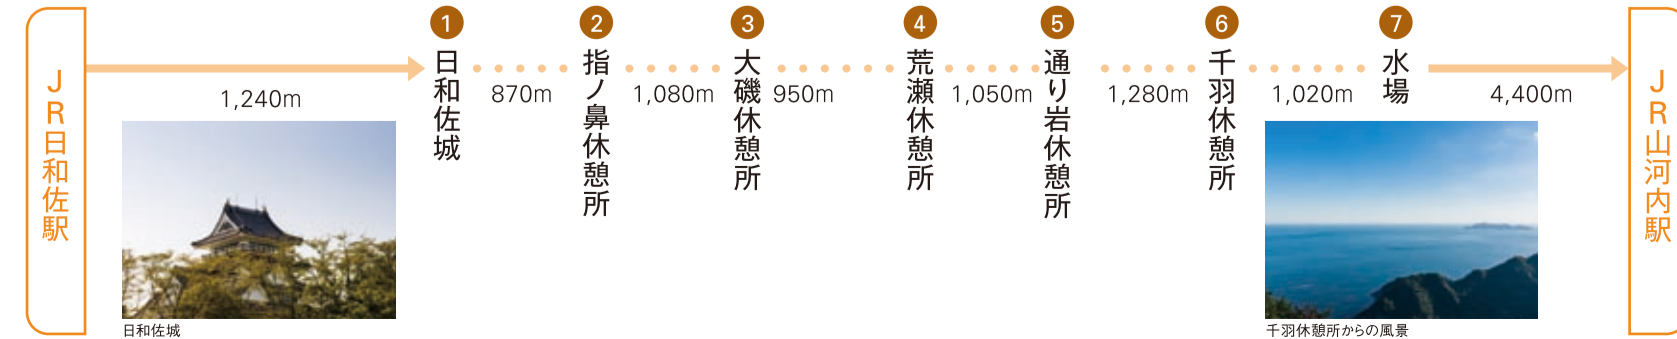 JR日和佐駅
1,240m
1
日和佐城
870m
2
指ノ鼻休憩所
1,080m
3
大磯休憩所
950m
4
荒瀬休憩所
1,050m
5
通り岩休憩所
1,280m
6
千羽休憩所
1,020m
7
水場
4,400m
JR山河内駅
日和佐城
千羽休憩所からの風景